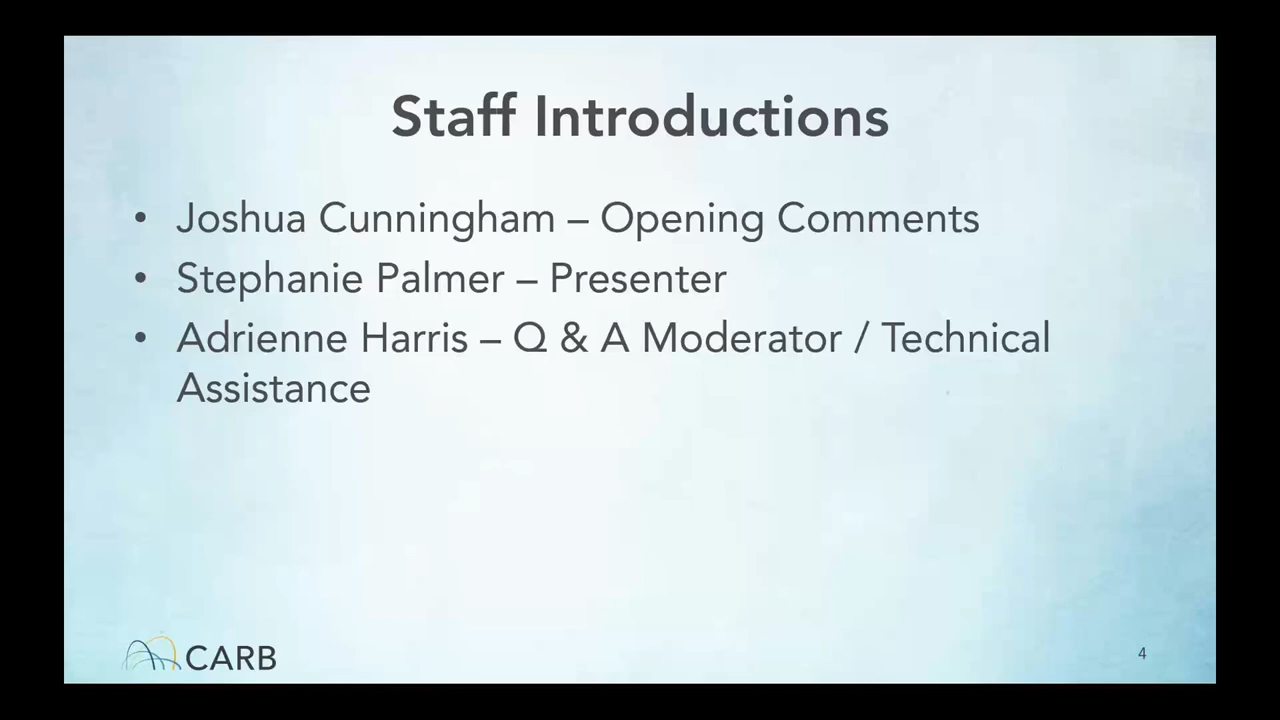 Staff Introductions
• Joshua Cunningham – Opening Comments
• Stephanie Palmer – Presenter
• Adrienne Harris – Q & A Moderator / Technical
Assistance
CARB
4